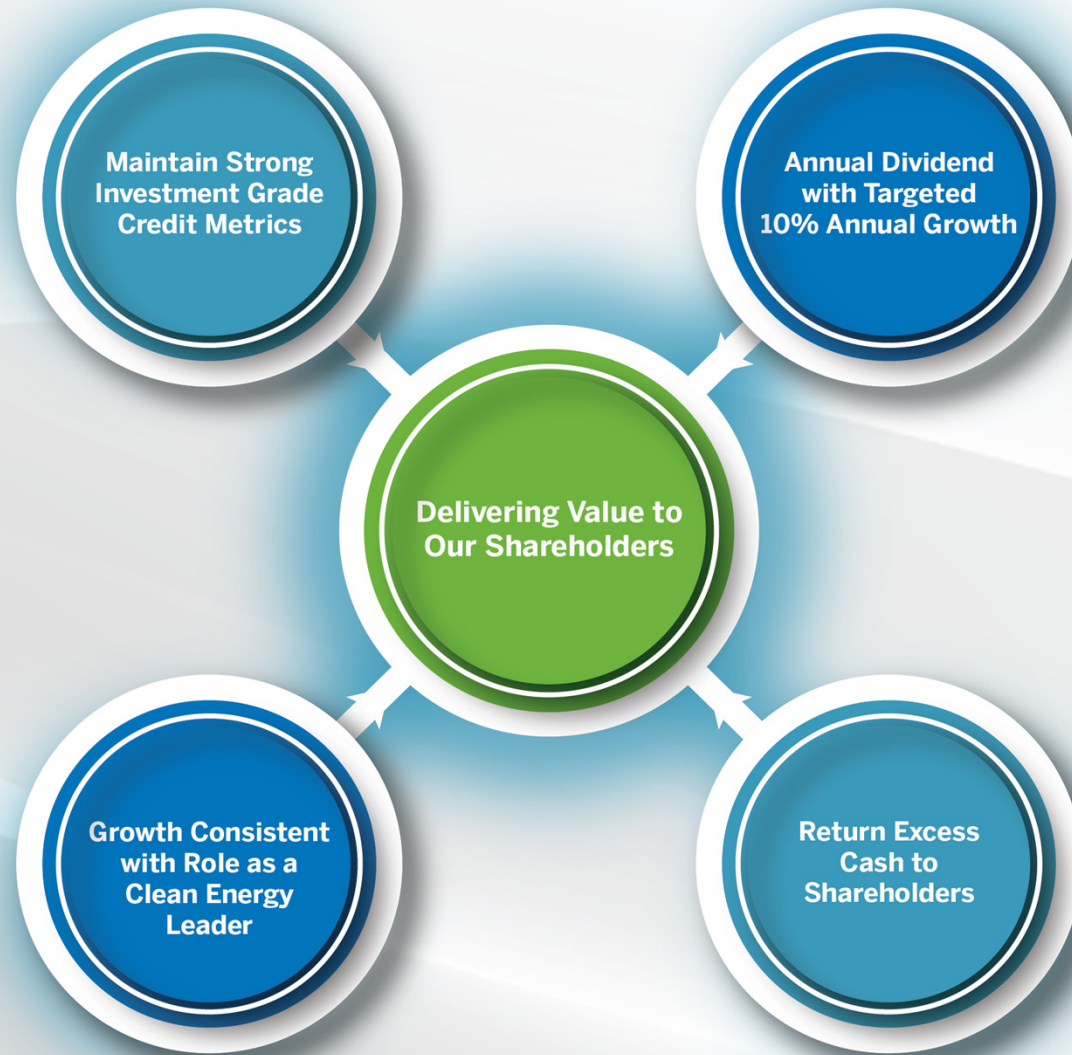 Maintain Strong
Investment Grade
Credit Metrics
Annual Dividend
with Targeted
10% Annual Growth
Delivering Value to
Our Shareholders
Growth Consistent
with Role as a
Clean Energy
Leader
Return Excess
Cash to
Shareholders